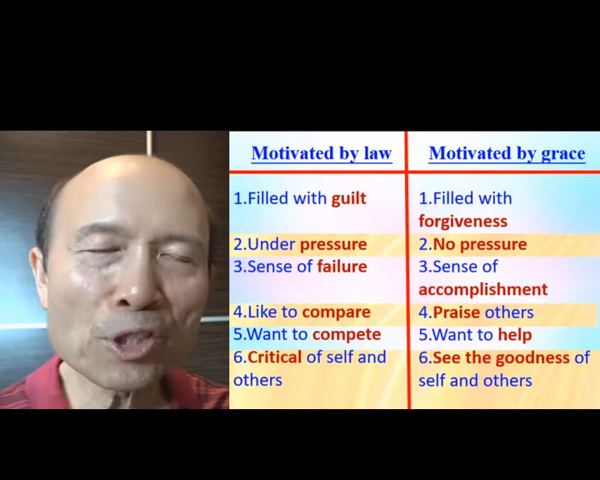 Motivated by law
Motivated by grace
1.Filled with guilt
2.Under pressure
3.Sense of failure
4.Like to compare
5.Want to compete
6.Critical of self and
others
1.Filled with
forgiveness
2.No pressure
3.Sense of
accomplishment
4.Praise others
5.Want to help
6.See the goodness of
self and others